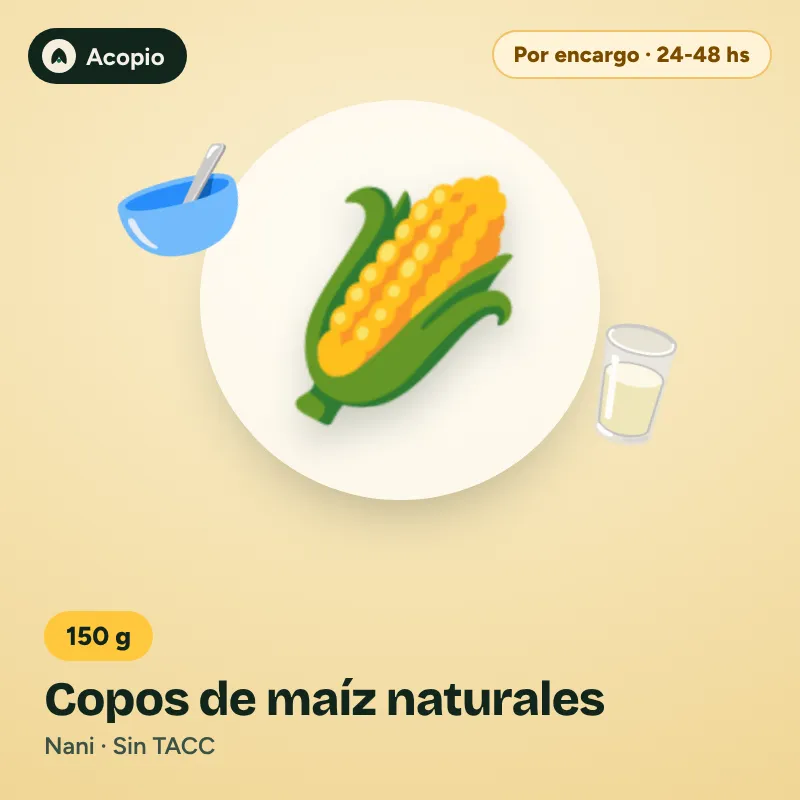 Acopio
Por encargo · 24-48 hs
150 g
Copos de maíz naturales
Nani · Sin TACC